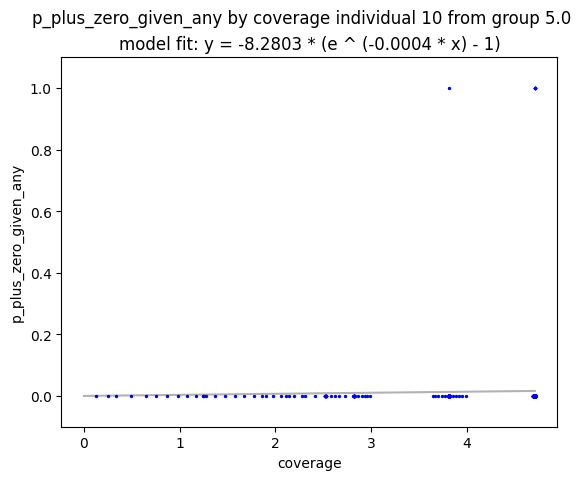 p_plus_zero_given_any by coverage individual 10 from group 5.0
model fit: y = -8.2803 * (e ^ (-0.0004 * x) - 1)
1.0
0.8
0.6
0.4
0.2
0.0
p_plus_zero_given_any
0 1 2 3 4
coverage